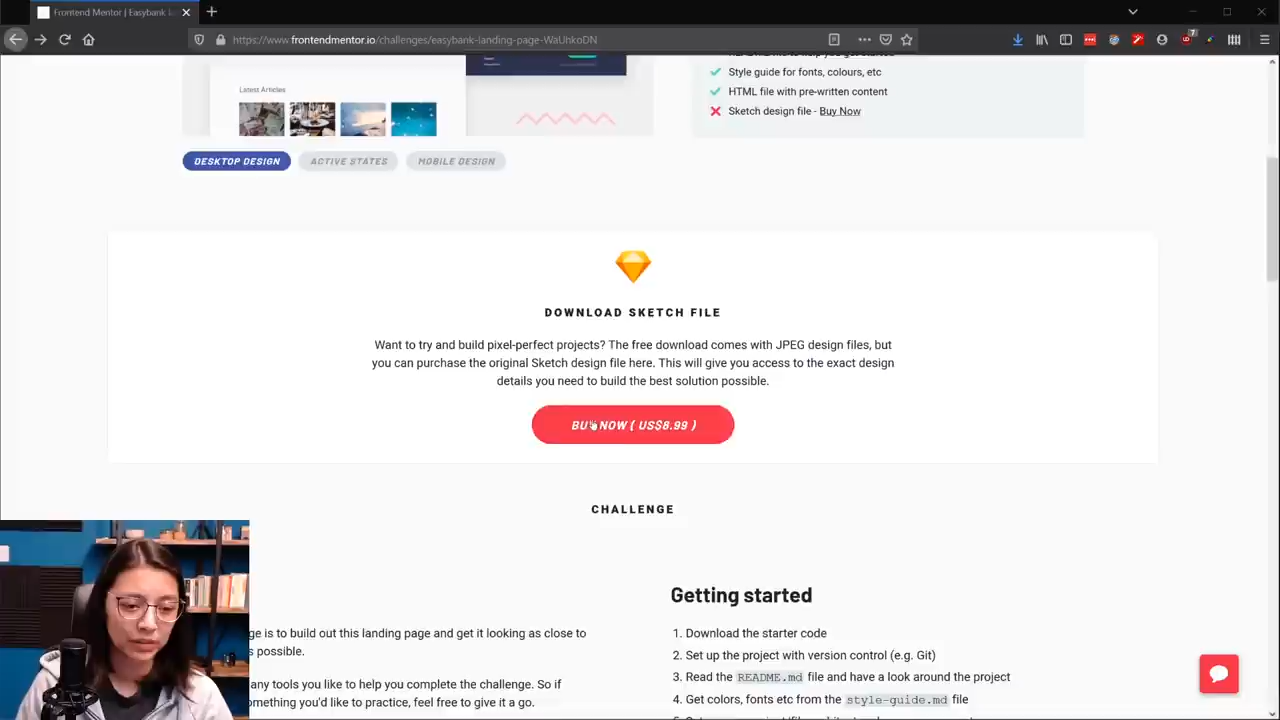 Frontend Mentor | Easybank la
https://www.frontendmentor.io/challenges/easybank-landing-page-WaUhkoDN
Style guide for fonts, colours, etc
HTML file with pre-written content
Sketch design file - Buy Now
Latest Articles
DESKTOP DESIGN
ACTIVE STATES
MOBILE DESIGN
DOWNLOAD SKETCH FILE
Want to try and build pixel-perfect projects? The free download comes with JPEG design files, but
you can purchase the original Sketch design file here. This will give you access to the exact design
details you need to build the best solution possible.
BUY NOW ( US$8.99 )
CHALLENGE
ge is to build out this landing page and get it looking as close to
s possible.
any tools you like to help you complete the challenge. So if
omething you'd like to practice, feel free to give it a go.
Getting started
1. Download the starter code
2. Set up the project with version control (e.g. Git)
3. Read the README.md file and have a look around the project
4. Get colors, fonts etc from the style-guide.md file